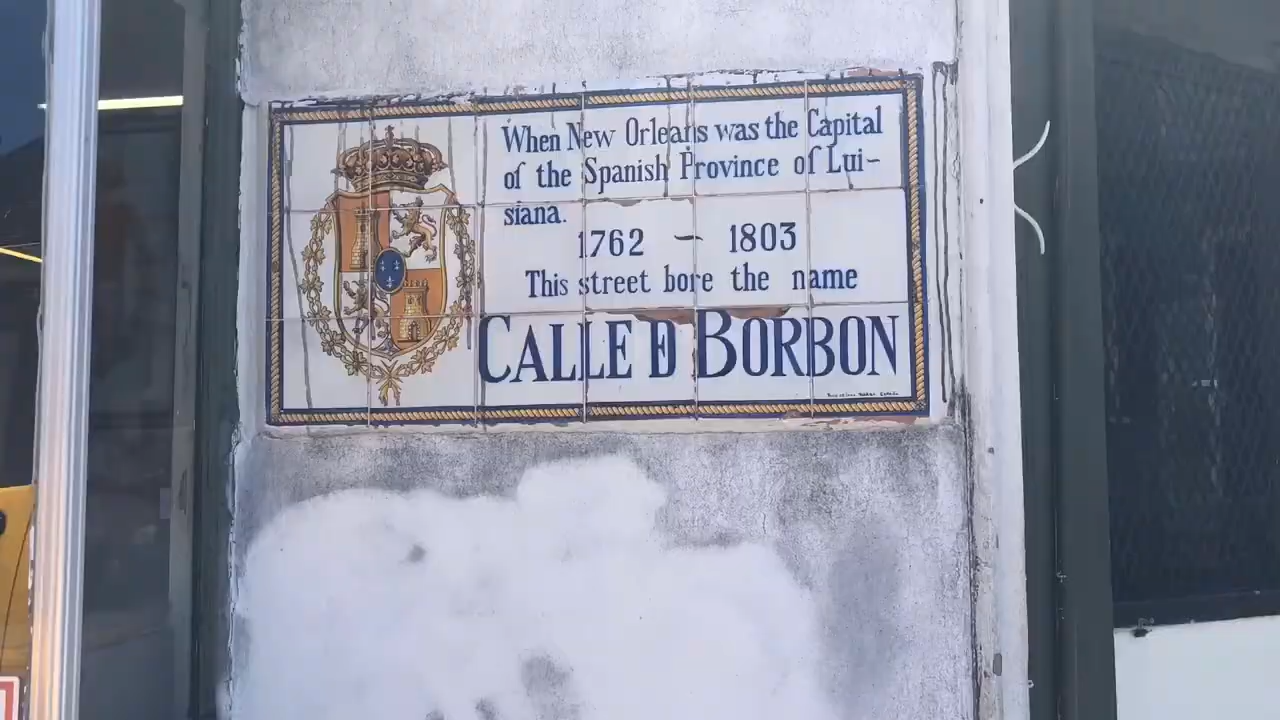 When New Orleans was the Capital
of the Spanish Province of Lui-
siana.
1762 - 1803
This street bore the name
CALLE D BORBON